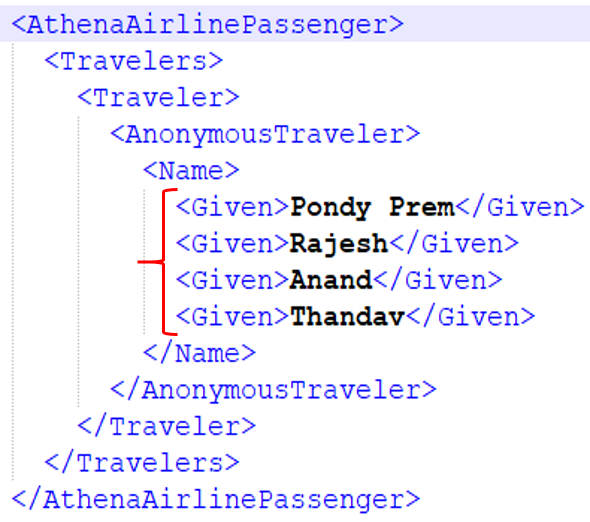 <AthenaAirlinePassenger>
<Travelers>
<Traveler>
<AnonymousTraveler>
<Name>
<Given>Pondy Prem</Given>
<Given>Rajesh</Given>
<Given>Anand</Given>
<Given>Thandav</Given>
</Name>
</AnonymousTraveler>
</Traveler>
</Travelers>
</AthenaAirlinePassenger>